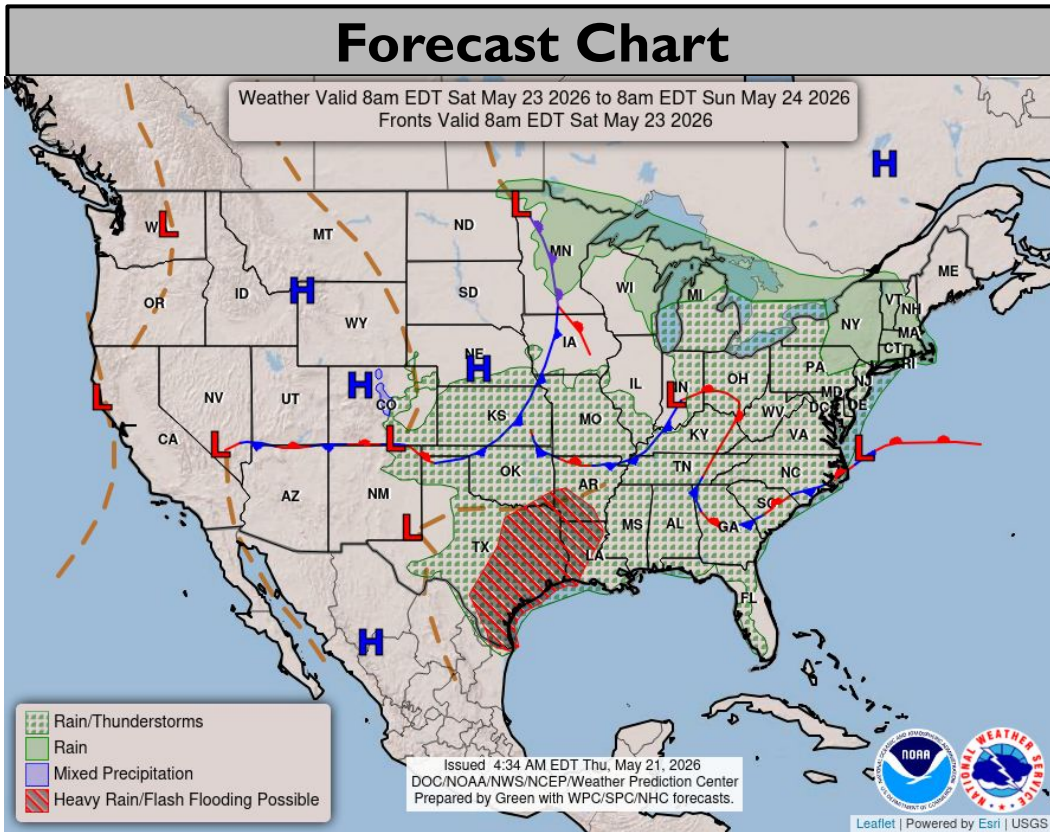 Forecast Chart
Weather Valid 8am EDT Sat May 23 2026 to 8am EDT Sun May 24 2026
Fronts Valid 8am EDT Sat May 23 2026
H
L
L
W
MT
ND
MN
ME
H
OR
ID
WY
SD
WI
MI
VT
NH
NY
MA
CT
RI
NE
H
IA
L
NV
UT
H
CO
IL
IN
L
OH
PA
NJ
MD
DE
DC
CA
L
L
KS
MO
KY
WV
VA
L
AZ
NM
OK
AR
TN
NC
SC
L
TX
LA
MS
AL
GA
FL
H
Rain/Thunderstorms
Rain
Mixed Precipitation
Heavy Rain/Flash Flooding Possible
Issued 4:34 AM EDT Thu, May 21, 2026
DOC/NOAA/NWS/NCEP/Weather Prediction Center
Prepared by Green with WPC/SPC/NHC forecasts.
NOAA
NATIONAL WEATHER SERVICE
Leaflet | Powered by Esri | USGS